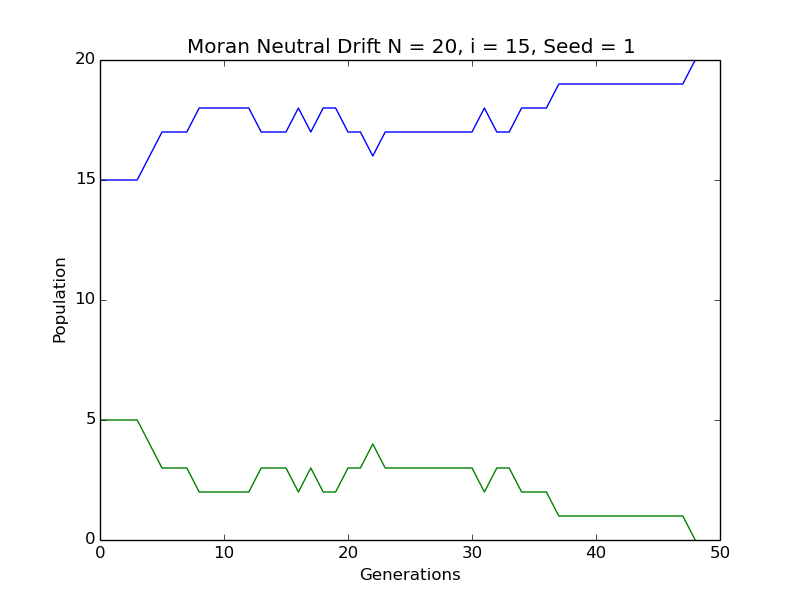 Moran Neutral Drift N = 20, i = 15, Seed = 1
20
15
10
5
0
Population
0 10 20 30 40 50
Generations